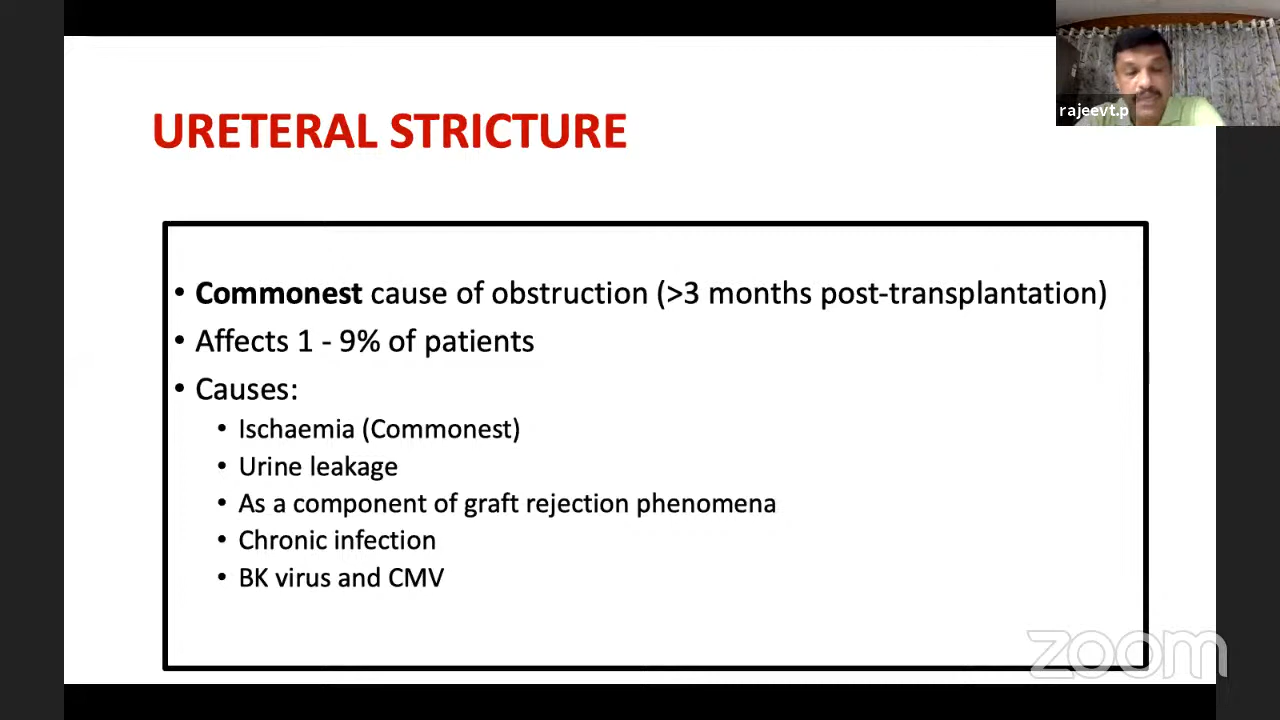 rajeevt.p
URETERAL STRICTURE
• Commonest cause of obstruction (>3 months post-transplantation)
• Affects 1 - 9% of patients
• Causes:
• Ischaemia (Commonest)
• Urine leakage
• As a component of graft rejection phenomena
• Chronic infection
• BK virus and CMV
zoom